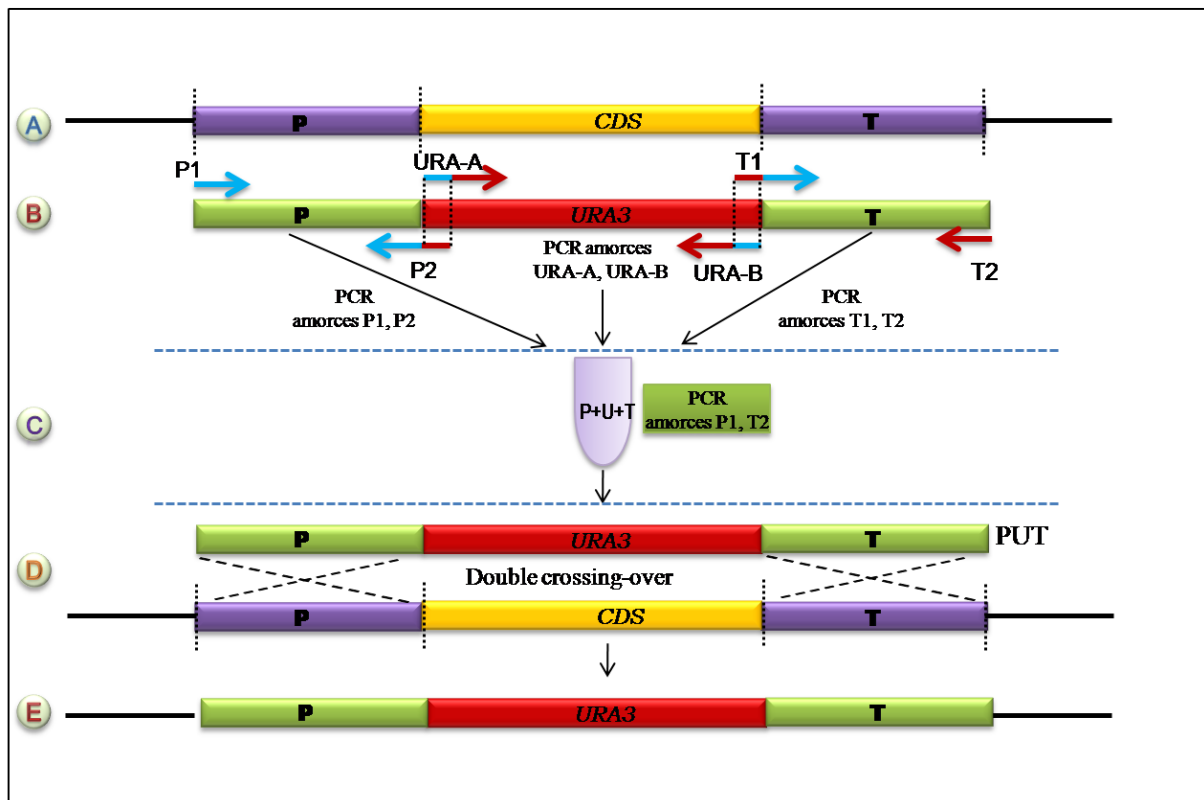 A
P
CDS
T
P1
URA-A
T1
B
P
URA3
T
P2
PCR amorces
URA-A, URA-B
URA-B
T2
PCR
amorces P1, P2
PCR
amorces T1, T2
C
P+U+T
PCR
amorces P1, T2
P
URA3
T
PUT
D
Double crossing-over
P
CDS
T
E
P
URA3
T